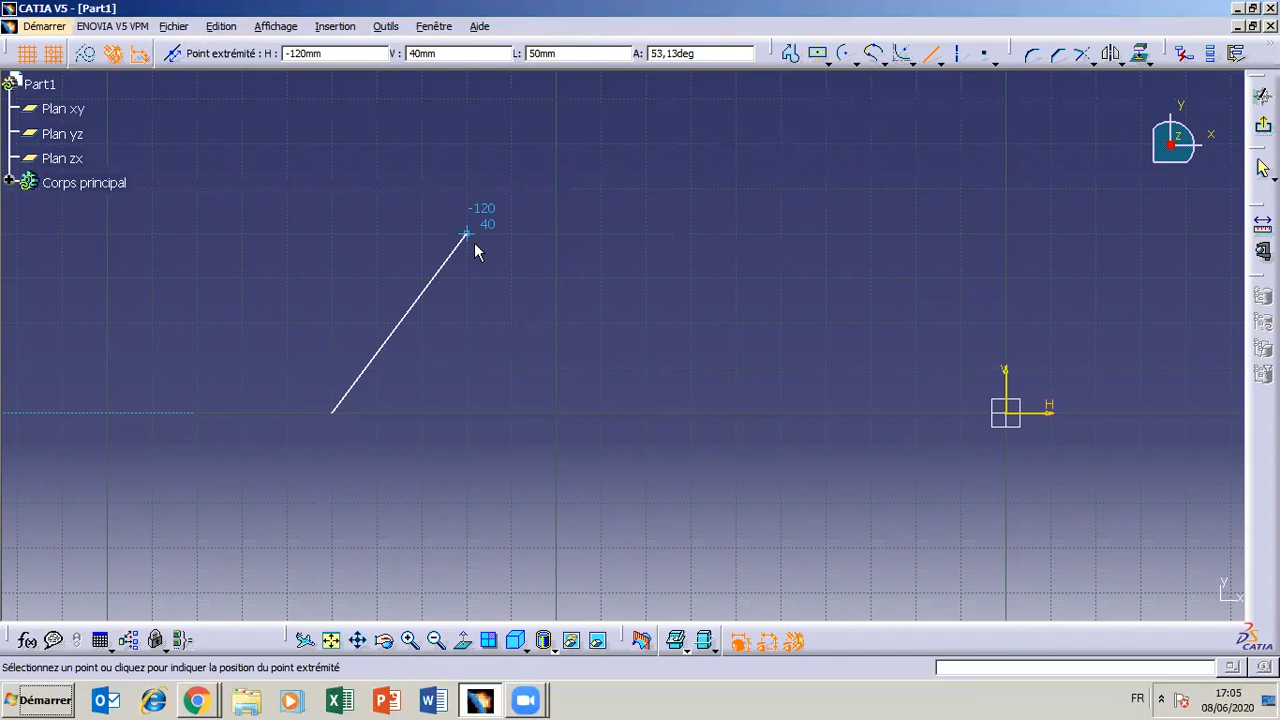 CATIA V5 - [Part1]
Démarrer ENOVIA V5 VPM Fichier Edition Affichage Insertion Outils Fenêtre Aide
Point extrémité : H : -120mm V : 40mm L: 50mm A: 53,13deg
Part1
Plan xy
Plan yz
Plan zx
Corps principal
y
x
z
-120
40
V
H
y
x
f(x)
CATIA
Sélectionnez un point ou cliquez pour indiquer la position du point extrémité
Démarrer
FR
17:05
08/06/2020